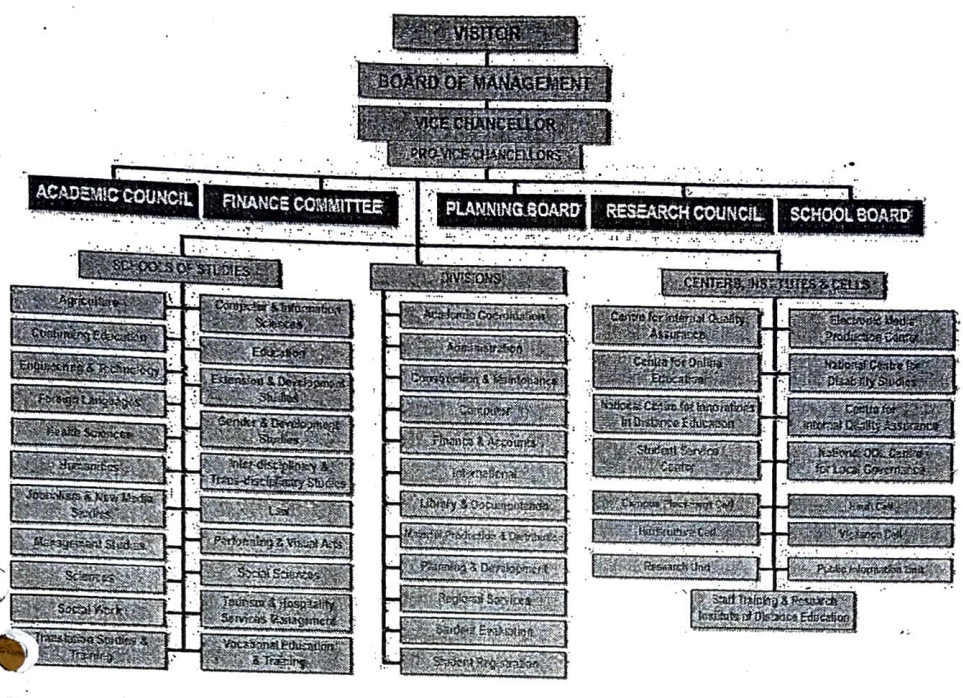 VISITOR
BOARD OF MANAGEMENT
VICE CHANCELLOR
PRO-VICE CHANCELLORS
ACADEMIC COUNCIL
FINANCE COMMITTEE
PLANNING BOARD
RESEARCH COUNCIL
SCHOOL BOARD
SCHOOLS OF STUDIES
Agriculture
Continuing Education
Engineering & Technology
Foreign Languages
Health Sciences
Humanities
Journalism & New Media
Studies
Management Studies
Sciences
Social Work
Translation Studies &
Training
Computer & Information
Sciences
Education
Extension & Development
Studies
Gender & Development
Studies
Inter-disciplinary &
Trans-disciplinary Studies
Law
Performing & Visual Arts
Social Sciences
Tourism & Hospitality
Services Management
Vocational Education
& Training
DIVISIONS
Academic Coordination
Administration
Construction & Maintenance
Computer
Finance & Accounts
International
Library & Documentation
Material Production & Distribution
Planning & Development
Regional Services
Student Evaluation
Student Registration
CENTERS, INSTITUTES & CELLS
Centre for Internal Quality
Assurance
Centre for Online
Education
National Centre for Innovations
in Distance Education
Student Service
Center
Campus Placement Cell
Horticulture Cell
Research Unit
Electronic Media
Production Center
National Centre for
Disability Studies
Centre for
Internal Quality Assurance
National ODL Centre
for Local Governance
Hindi Cell
Vigilance Cell
Public Information Unit
Staff Training & Research
Institute of Distance Education